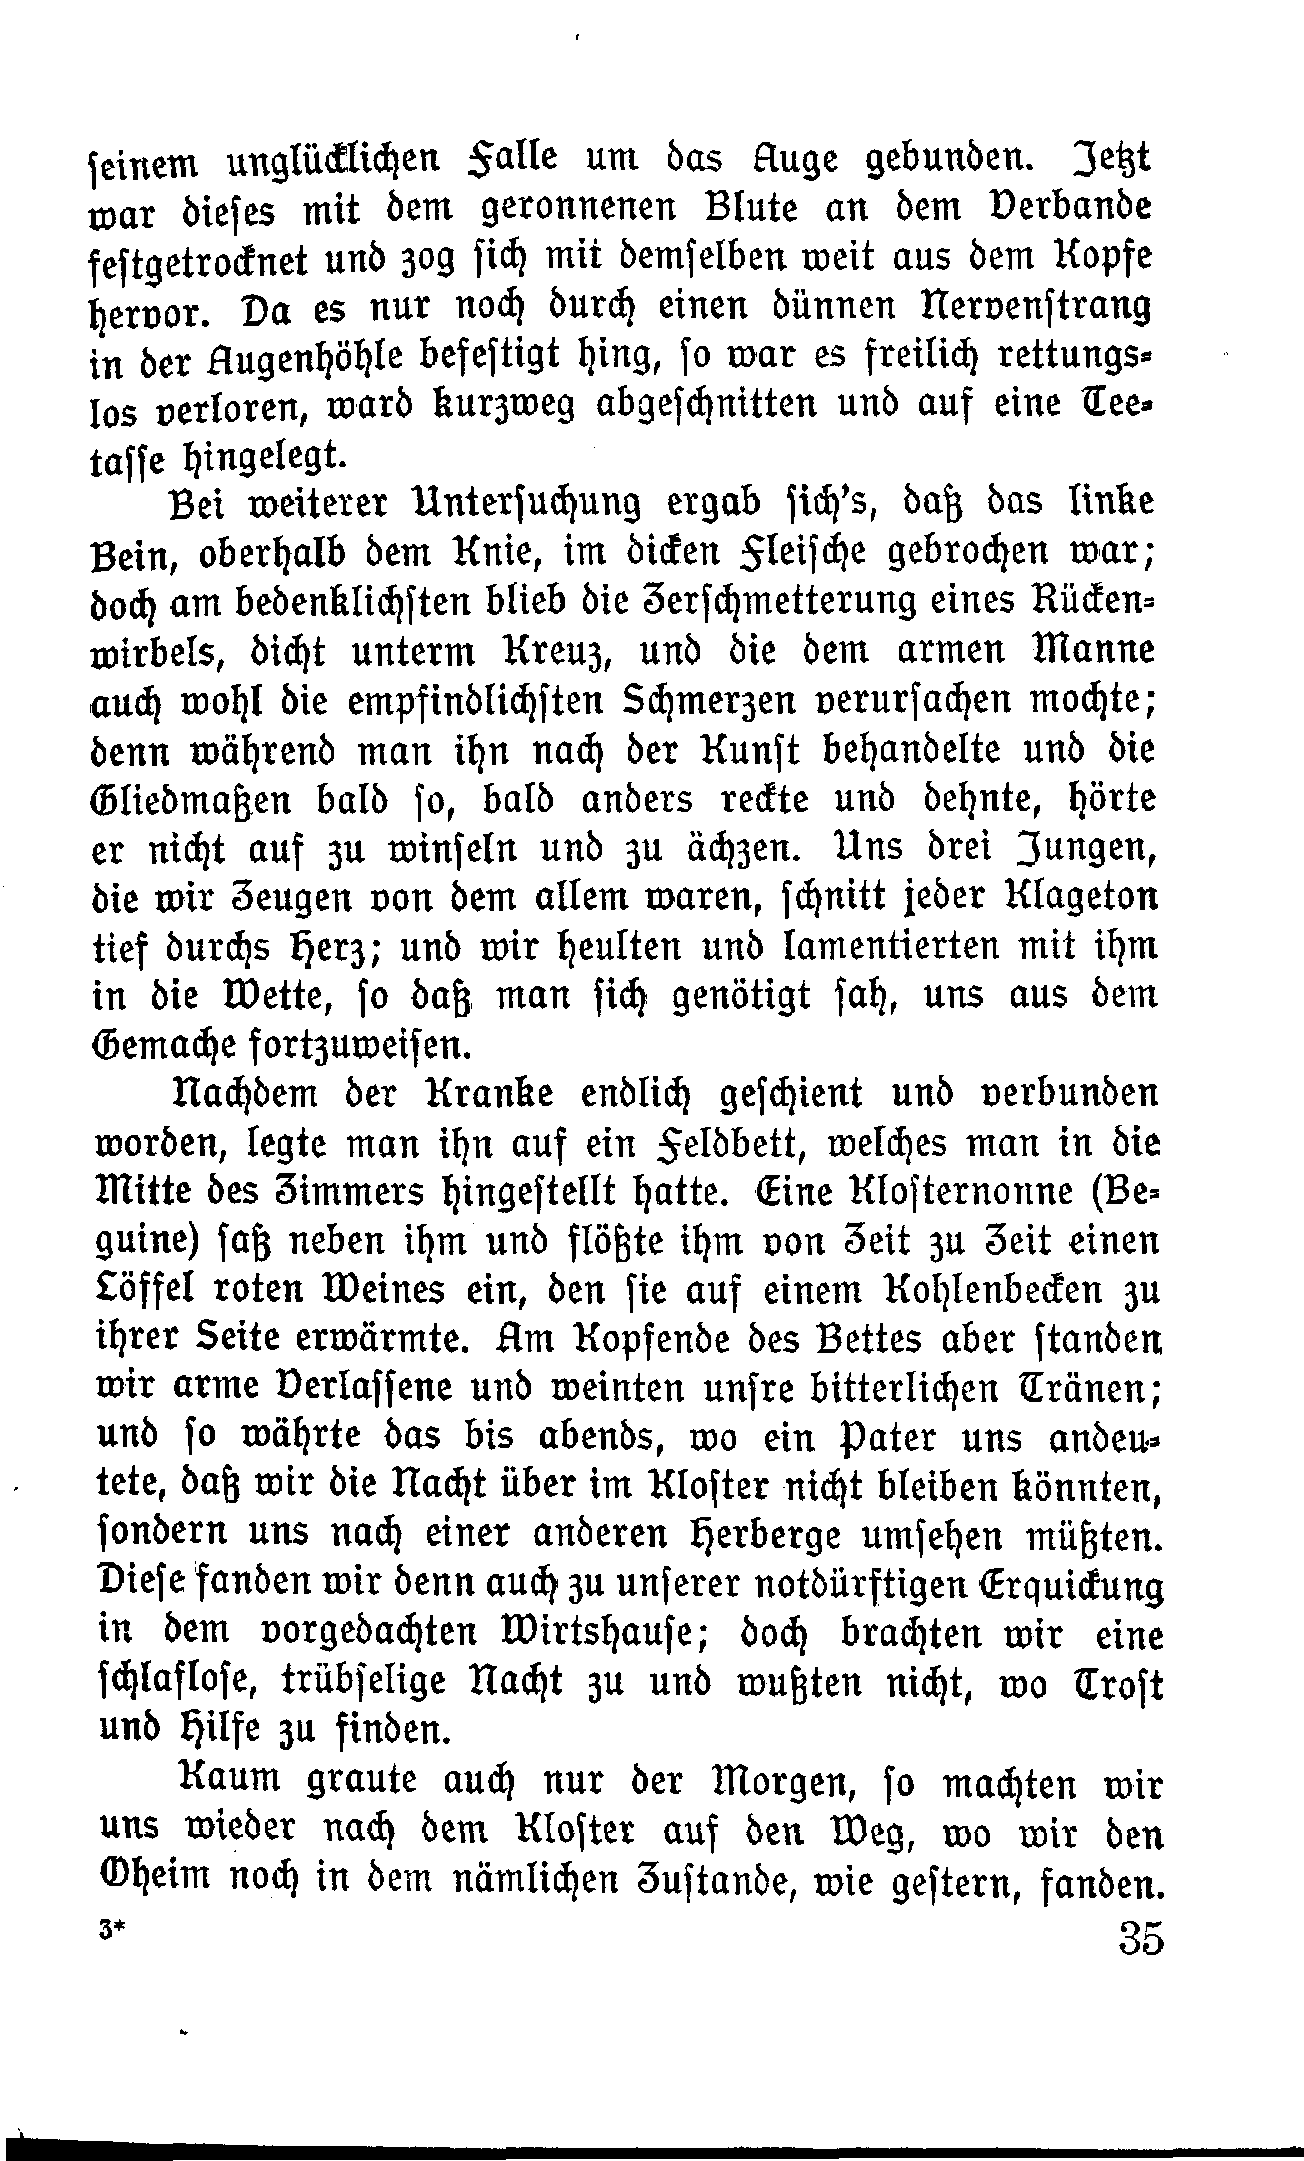 seinem unglücklichen Falle um das Auge gebunden. Jetzt
war dieses mit dem geronnenen Blute an dem Verbande
festgetrocknet und zog sich mit demselben weit aus dem Kopfe
hervor. Da es nur noch durch einen dünnen Nervenstrang
in der Augenhöhle befestigt hing, so war es freilich rettungs-
los verloren, ward kurzweg abgeschnitten und auf eine Tee-
tasse hingelegt.
Bei weiterer Untersuchung ergab sich's, daß das linke
Bein, oberhalb dem Knie, im dicken Fleische gebrochen war;
doch am bedenklichsten blieb die Zerschmetterung eines Rücken-
wirbels, dicht unterm Kreuz, und die dem armen Manne
auch wohl die empfindlichsten Schmerzen verursachen mochte;
denn während man ihn nach der Kunst behandelte und die
Gliedmaßen bald so, bald anders reckte und dehnte, hörte
er nicht auf zu winseln und zu ächzen. Uns drei Jungen,
die wir Zeugen von dem allem waren, schnitt jeder Klageton
tief durchs Herz; und wir heulten und lamentierten mit ihm
in die Wette, so daß man sich genötigt sah, uns aus dem
Gemache fortzuweisen.
Nachdem der Kranke endlich geschient und verbunden
worden, legte man ihn auf ein Feldbett, welches man in die
Mitte des Zimmers hingestellt hatte. Eine Klosternonne (Be-
guine) saß neben ihm und flößte ihm von Zeit zu Zeit einen
Löffel roten Weines ein, den sie auf einem Kohlenbecken zu
ihrer Seite erwärmte. Am Kopfende des Bettes aber standen
wir arme Verlassene und weinten unsre bitterlichen Tränen;
und so währte das bis abends, wo ein Pater uns andeu-
tete, daß wir die Nacht über im Kloster nicht bleiben könnten,
sondern uns nach einer anderen Herberge umsehen müßten.
Diese fanden wir denn auch zu unserer notdürftigen Erquickung
in dem vorgedachten Wirtshause; doch brachten wir eine
schlaflose, trübselige Nacht zu und wußten nicht, wo Trost
und Hilfe zu finden.
Kaum graute auch nur der Morgen, so machten wir
uns wieder nach dem Kloster auf den Weg, wo wir den
Oheim noch in dem nämlichen Zustande, wie gestern, fanden.
3*
35